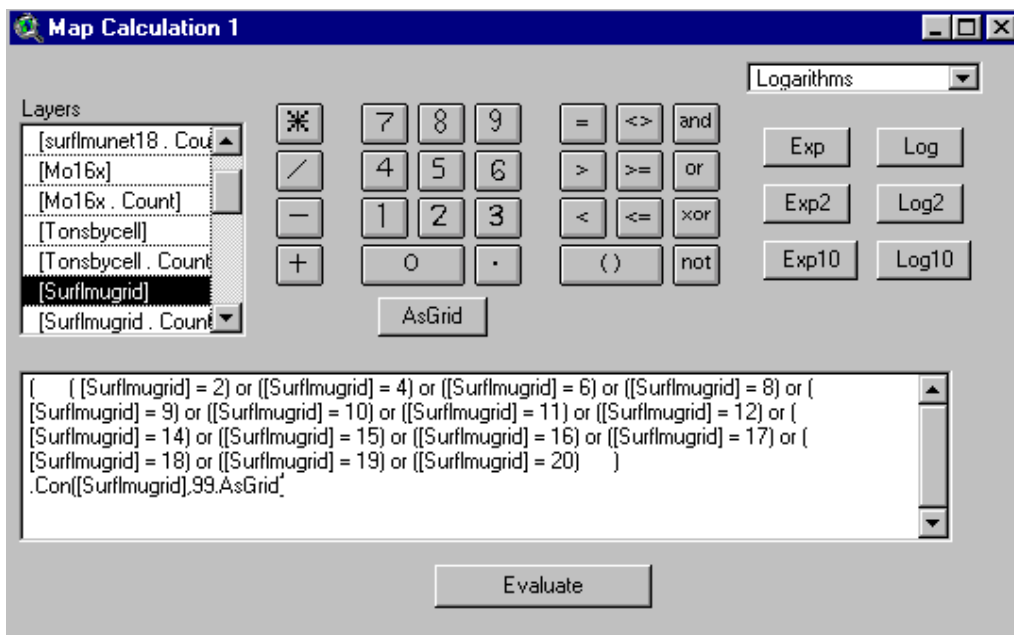 Map Calculation 1
Logarithms
Layers
[surflmunet18 . Cou
[Mo16x]
[Mo16x . Count]
[Tonsbycell]
[Tonsbycell . Count
[Surflmugrid]
[Surflmugrid . Count
* 7 8 9 = <> and
/ 4 5 6 > >= or
- 1 2 3 < <= xor
+ 0 . ( ) not
AsGrid
Exp Log
Exp2 Log2
Exp10 Log10
( ( [Surflmugrid] = 2) or ([Surflmugrid] = 4) or ([Surflmugrid] = 6) or ([Surflmugrid] = 8) or (
[Surflmugrid] = 9) or ([Surflmugrid] = 10) or ([Surflmugrid] = 11) or ([Surflmugrid] = 12) or (
[Surflmugrid] = 14) or ([Surflmugrid] = 15) or ([Surflmugrid] = 16) or ([Surflmugrid] = 17) or (
[Surflmugrid] = 18) or ([Surflmugrid] = 19) or ([Surflmugrid] = 20) )
.Con([Surflmugrid],99.AsGrid
Evaluate